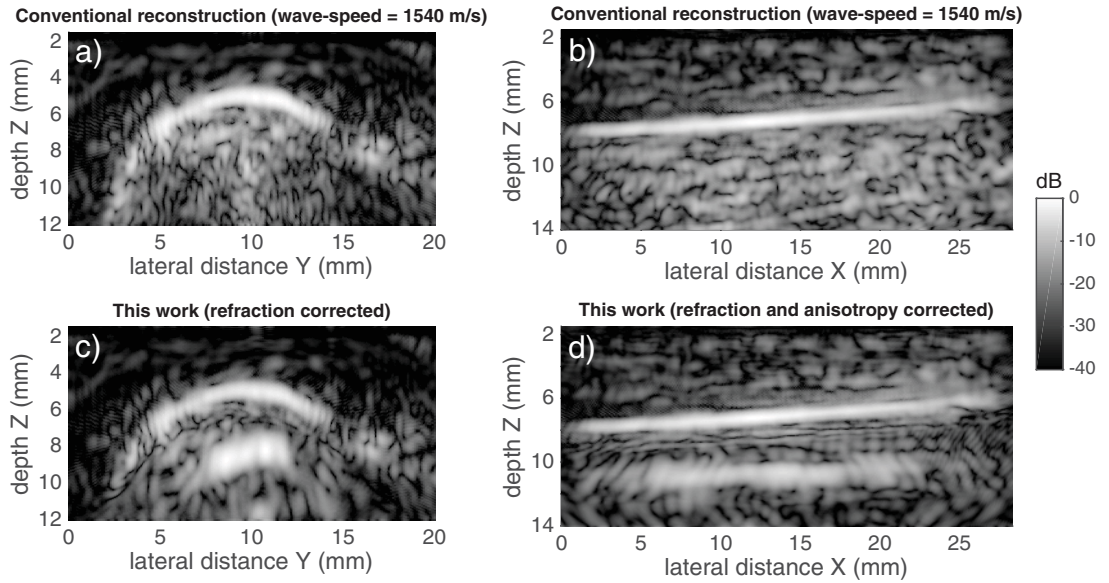 Conventional reconstruction (wave-speed = 1540 m/s)
a)
2
4
6
8
10
12
depth Z (mm)
0 5 10 15 20
lateral distance Y (mm)
Conventional reconstruction (wave-speed = 1540 m/s)
b)
2
6
10
14
depth Z (mm)
0 5 10 15 20 25
lateral distance X (mm)
dB
0
-10
-20
-30
-40
This work (refraction corrected)
c)
2
4
6
8
10
12
depth Z (mm)
0 5 10 15 20
lateral distance Y (mm)
This work (refraction and anisotropy corrected)
d)
2
6
10
14
depth Z (mm)
0 5 10 15 20 25
lateral distance X (mm)